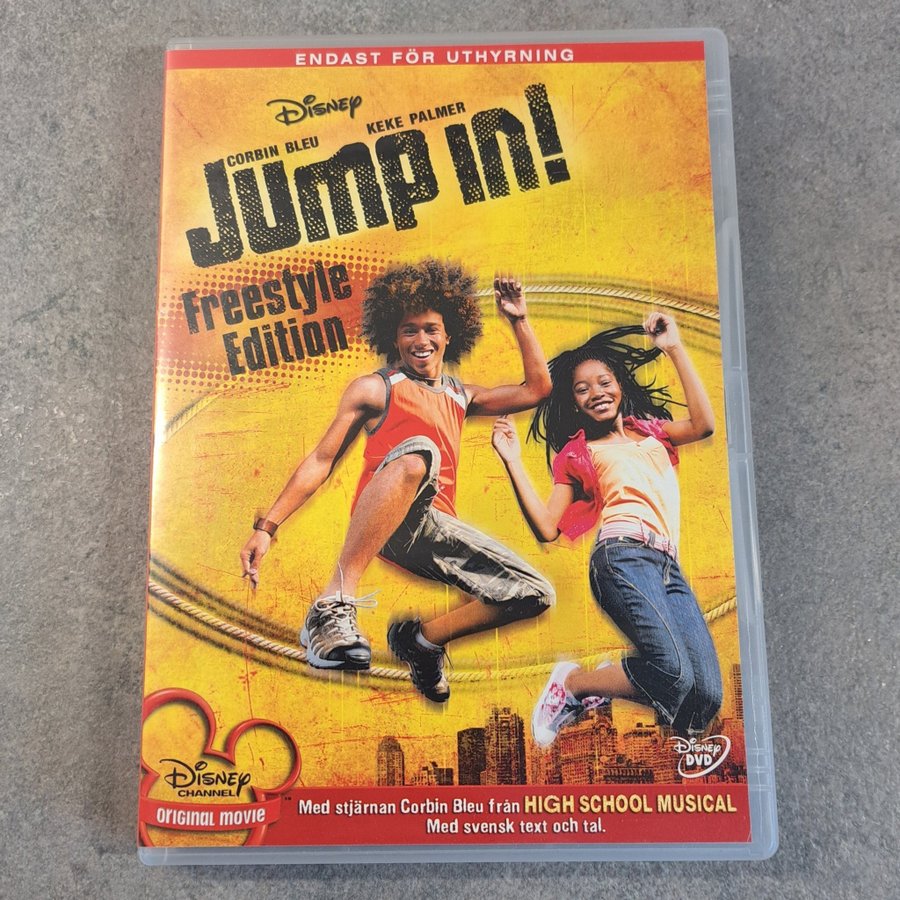 ENDAST FÖR UTHYRNING
Disney
CORBIN BLEU KEKE PALMER
Jump in!
Freestyle
Edition
Disney
DVD
Disney
CHANNEL
ORIGINAL MOVIE
Med stjärnan Corbin Bleu från HIGH SCHOOL MUSICAL
Med svensk text och tal.